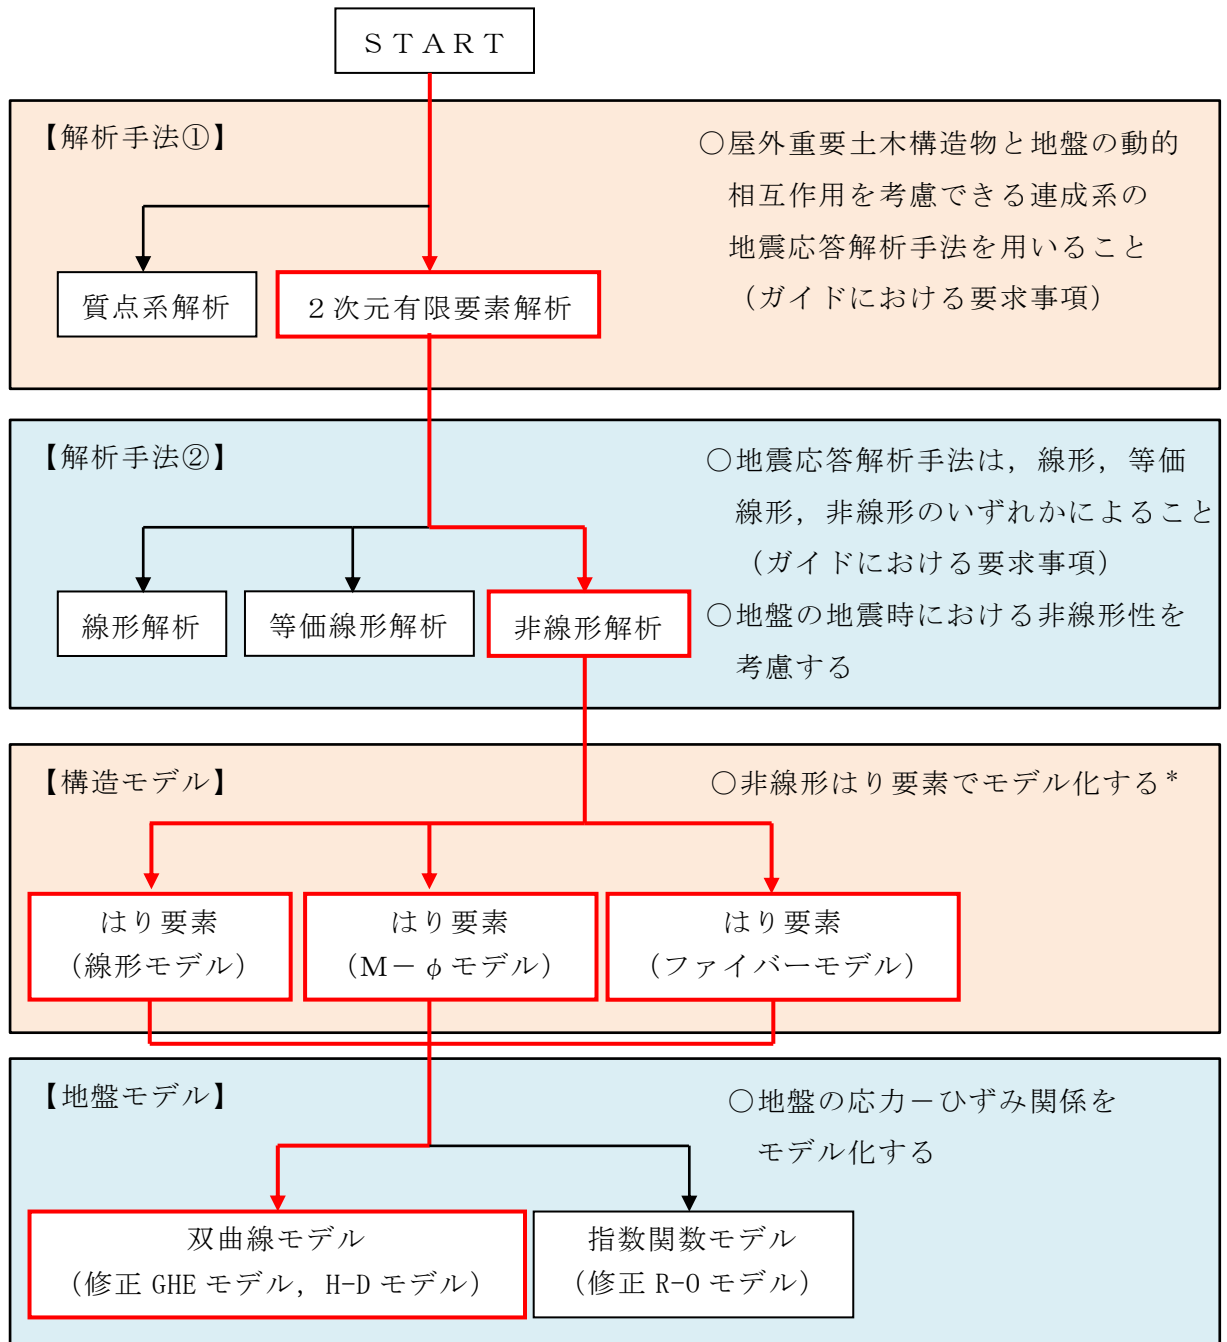 ＳＴＡＲＴ
【解析手法①】
○屋外重要土木構造物と地盤の動的
相互作用を考慮できる連成系の
地震応答解析手法を用いること
（ガイドにおける要求事項）
質点系解析
２次元有限要素解析
【解析手法②】
○地震応答解析手法は，線形，等価
線形，非線形のいずれかによること
（ガイドにおける要求事項）
○地盤の地震時における非線形性を
考慮する
線形解析
等価線形解析
非線形解析
【構造モデル】
○非線形はり要素でモデル化する*
はり要素
（線形モデル）
はり要素
（Ｍ－φモデル）
はり要素
（ファイバーモデル）
【地盤モデル】
○地盤の応力－ひずみ関係を
モデル化する
双曲線モデル
（修正 GHE モデル，H-D モデル）
指数関数モデル
（修正 R-O モデル）